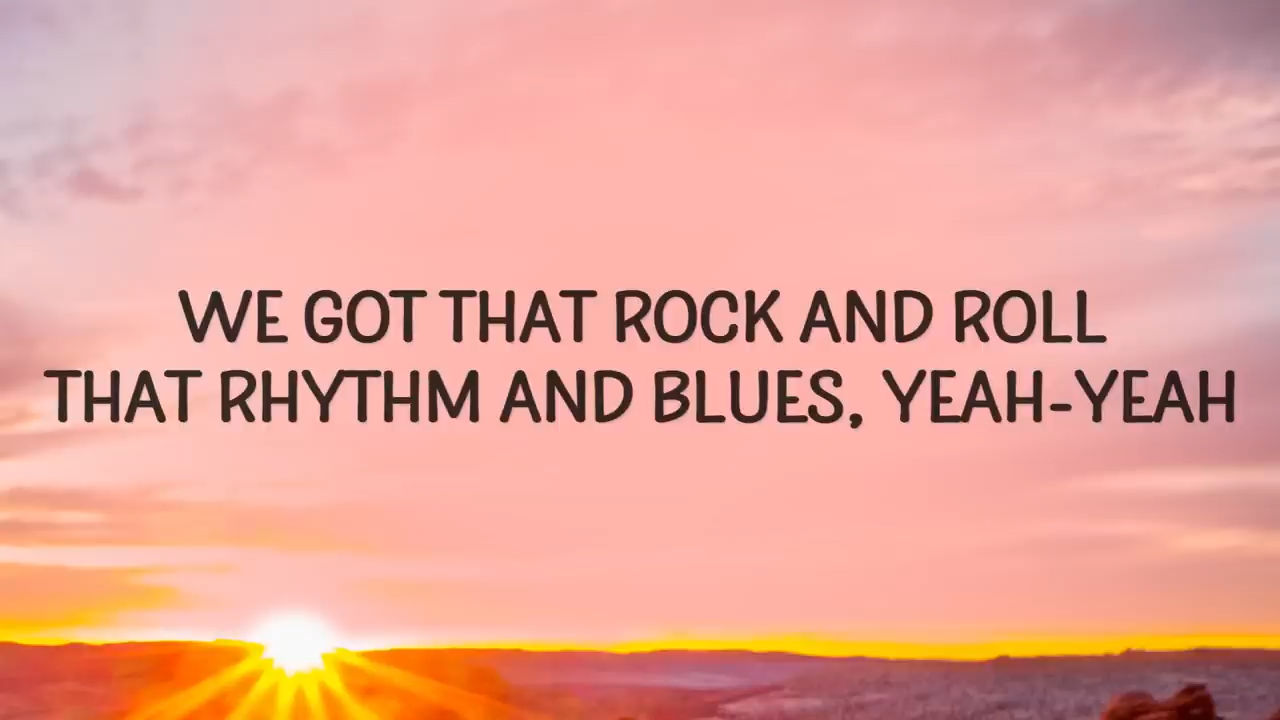 WE GOT THAT ROCK AND ROLL
THAT RHYTHM AND BLUES, YEAH-YEAH